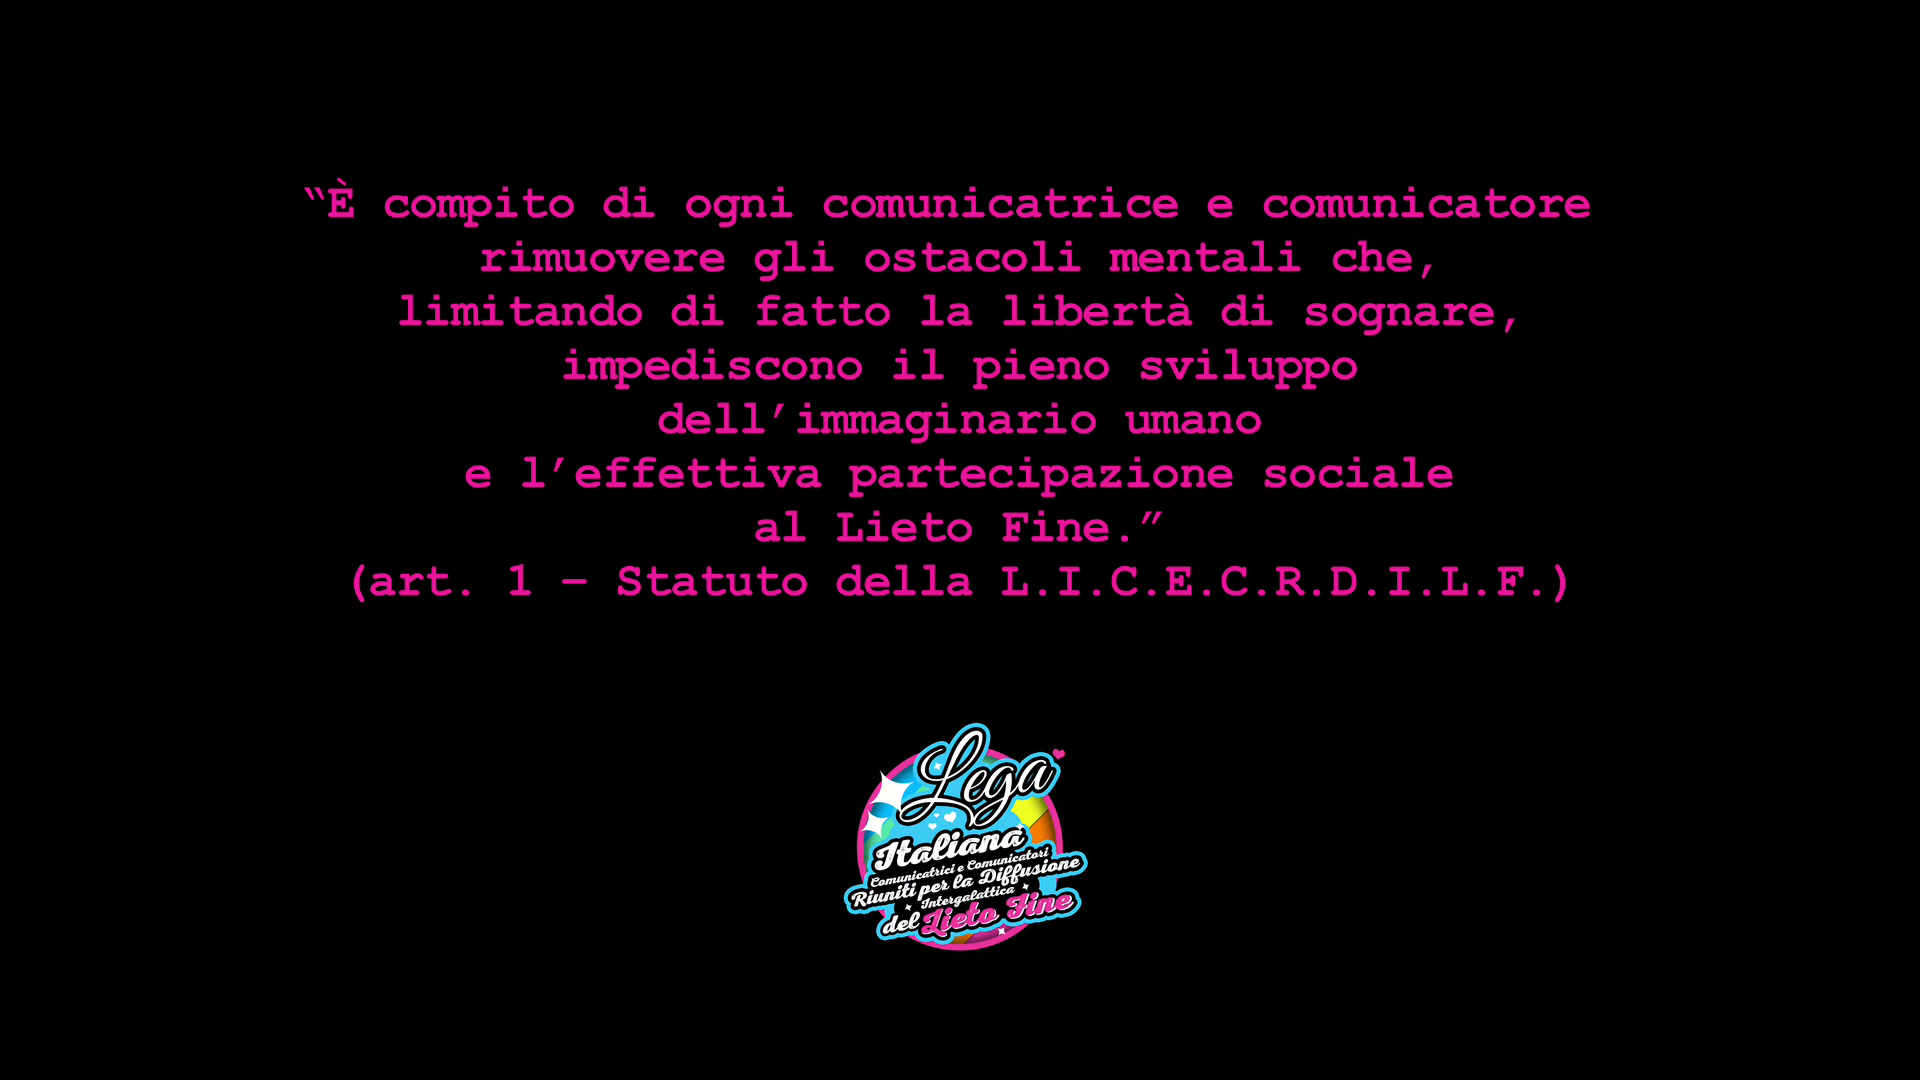 “È compito di ogni comunicatrice e comunicatore
rimuovere gli ostacoli mentali che,
limitando di fatto la libertà di sognare,
impediscono il pieno sviluppo
dell’immaginario umano
e l’effettiva partecipazione sociale
al Lieto Fine.”
(art. 1 – Statuto della L.I.C.E.C.R.D.I.L.F.)
Lega
Italiana
Comunicatrici e Comunicatori
Riuniti per la Diffusione
Intergalattica
del Lieto Fine